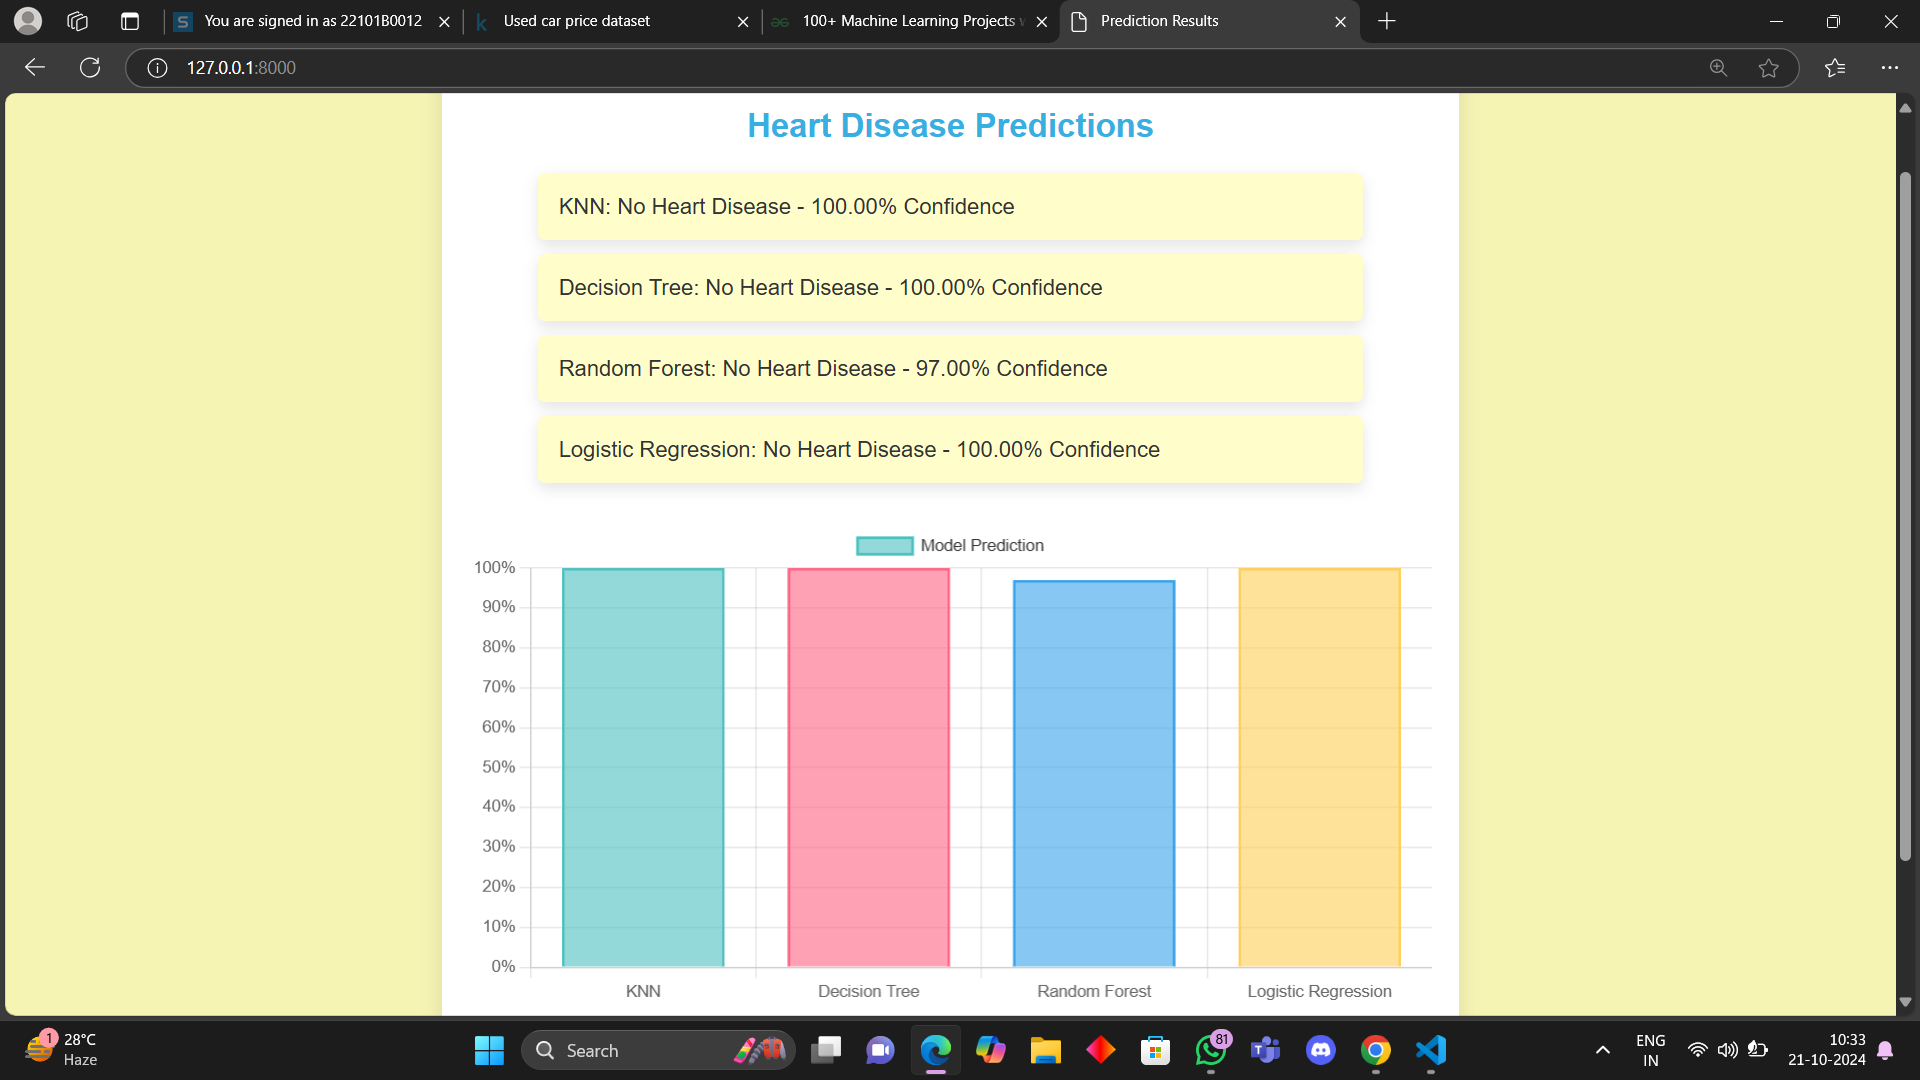 You are signed in as 22101B0012
Used car price dataset
100+ Machine Learning Projects
Prediction Results
127.0.0.1:8000
Heart Disease Predictions
KNN: No Heart Disease - 100.00% Confidence
Decision Tree: No Heart Disease - 100.00% Confidence
Random Forest: No Heart Disease - 97.00% Confidence
Logistic Regression: No Heart Disease - 100.00% Confidence
Model Prediction
100%
90%
80%
70%
60%
50%
40%
30%
20%
10%
0%
KNN
Decision Tree
Random Forest
Logistic Regression
1
28°C
Haze
Search
81
ENG
IN
10:33
21-10-2024